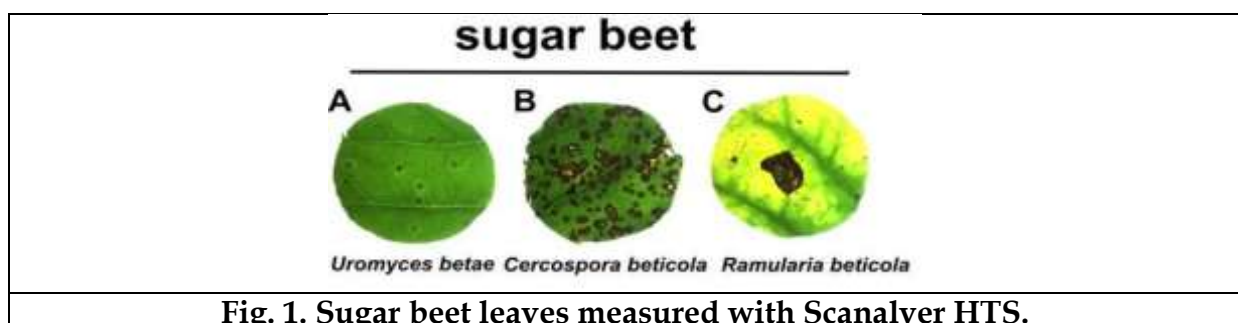 sugar beet
A B C
Uromyces betae Cercospora beticola Ramularia beticola
Fig. 1. Sugar beet leaves measured with Scanalyer HTS.